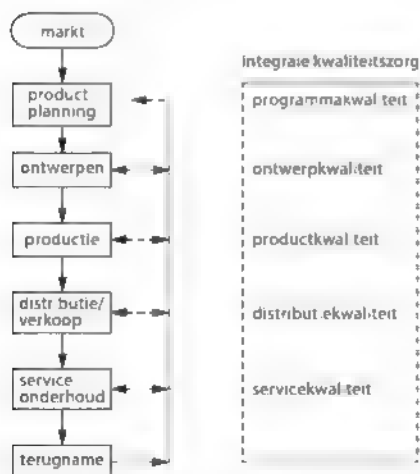 markt
integrale kwaliteitszorg
product
planning
programmakwaliteit
ontwerpen
ontwerpkwaliteit
productie
productkwaliteit
distributie/
verkoop
distributiekwaliteit
service
onderhoud
servicekwaliteit
terugname